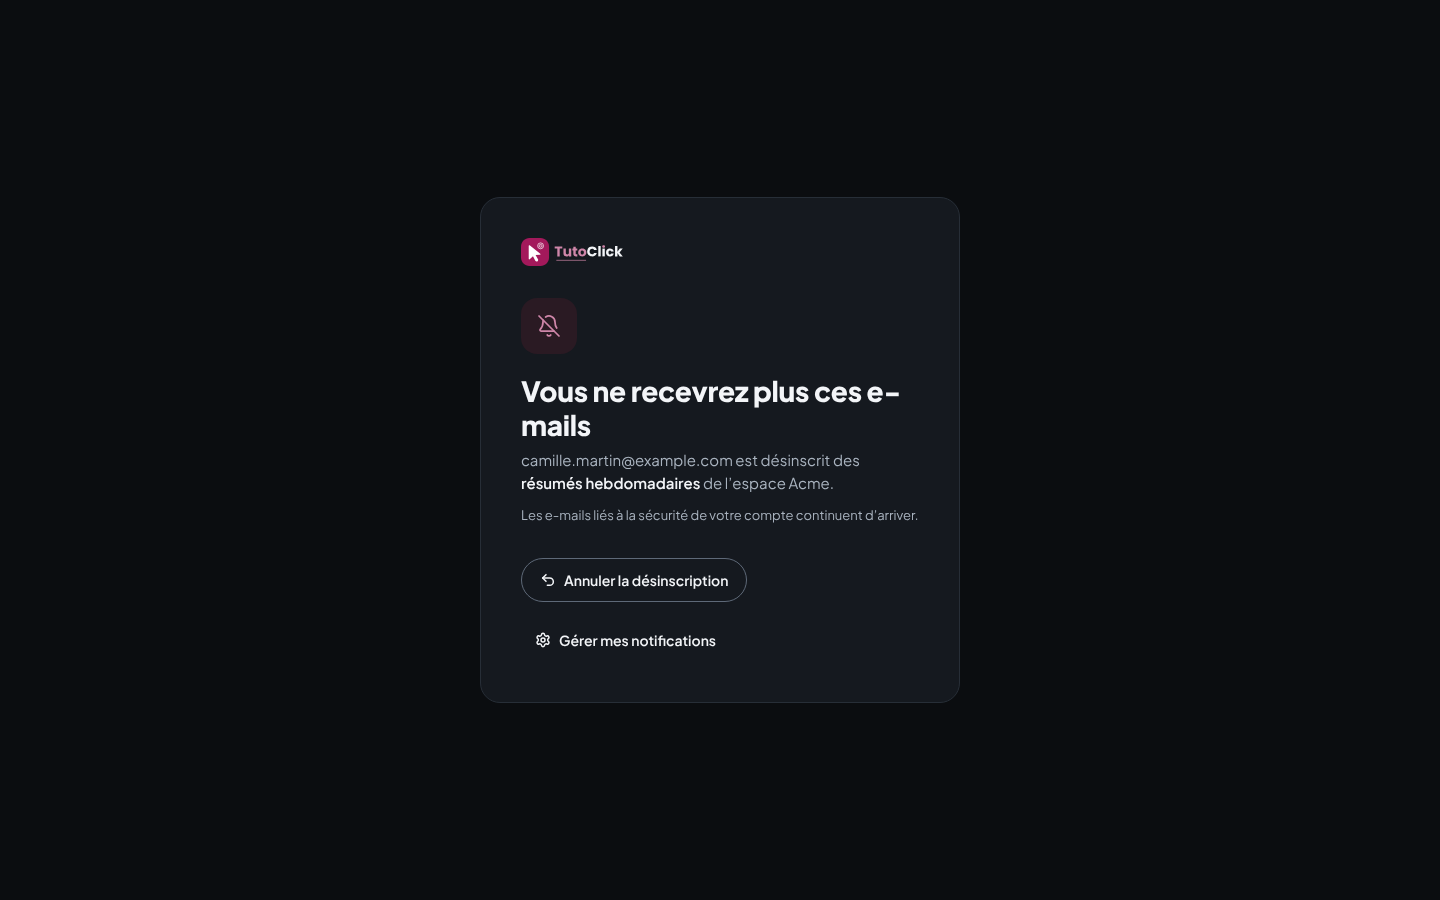 TutoClick
Vous ne recevrez plus ces e-
mails
camille.martin@example.com est désinscrit des
résumés hebdomadaires de l'espace Acme.
Les e-mails liés à la sécurité de votre compte continuent d'arriver.
Annuler la désinscription
Gérer mes notifications